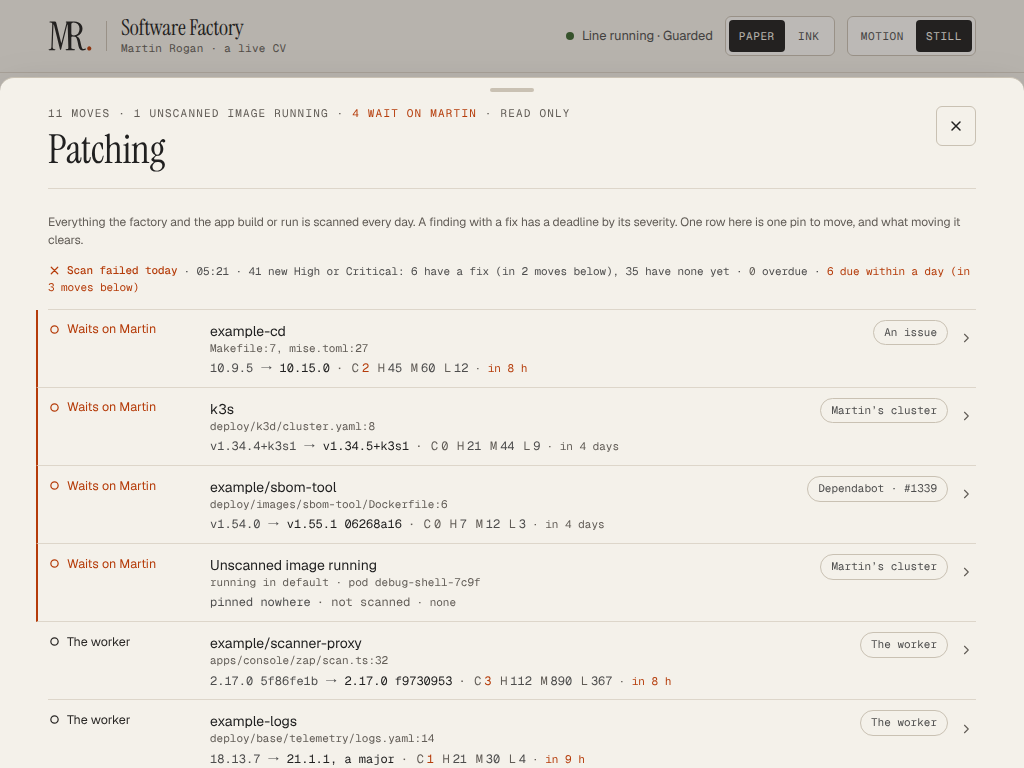 MR.
Software Factory
Martin Rogan · a live CV
Line running · Guarded
PAPER INK
MOTION STILL
11 MOVES · 1 UNSCANNED IMAGE RUNNING · 4 WAIT ON MARTIN · READ ONLY
Patching
Everything the factory and the app build or run is scanned every day. A finding with a fix has a deadline by its severity. One row here is one pin to move, and what moving it
clears.
Scan failed today · 05:21 · 41 new High or Critical: 6 have a fix (in 2 moves below), 35 have none yet · 0 overdue · 6 due within a day (in
3 moves below)
Waits on Martin
example-cd
Makefile:7, mise.toml:27
10.9.5 → 10.15.0 · C 2 H 45 M 60 L 12 · in 8 h
An issue
Waits on Martin
k3s
deploy/k3d/cluster.yaml:8
v1.34.4+k3s1 → v1.34.5+k3s1 · C 0 H 21 M 44 L 9 · in 4 days
Martin's cluster
Waits on Martin
example/sbom-tool
deploy/images/sbom-tool/Dockerfile:6
v1.54.0 → v1.55.1 06268a16 · C 0 H 7 M 12 L 3 · in 4 days
Dependabot · #1339
Waits on Martin
Unscanned image running
running in default · pod debug-shell-7c9f
pinned nowhere · not scanned · none
Martin's cluster
The worker
example/scanner-proxy
apps/console/zap/scan.ts:32
2.17.0 5f86fe1b → 2.17.0 f9730953 · C 3 H 112 M 890 L 367 · in 8 h
The worker
The worker
example-logs
deploy/base/telemetry/logs.yaml:14
18.13.7 → 21.1.1, a major · C 1 H 21 M 30 L 4 · in 9 h
The worker